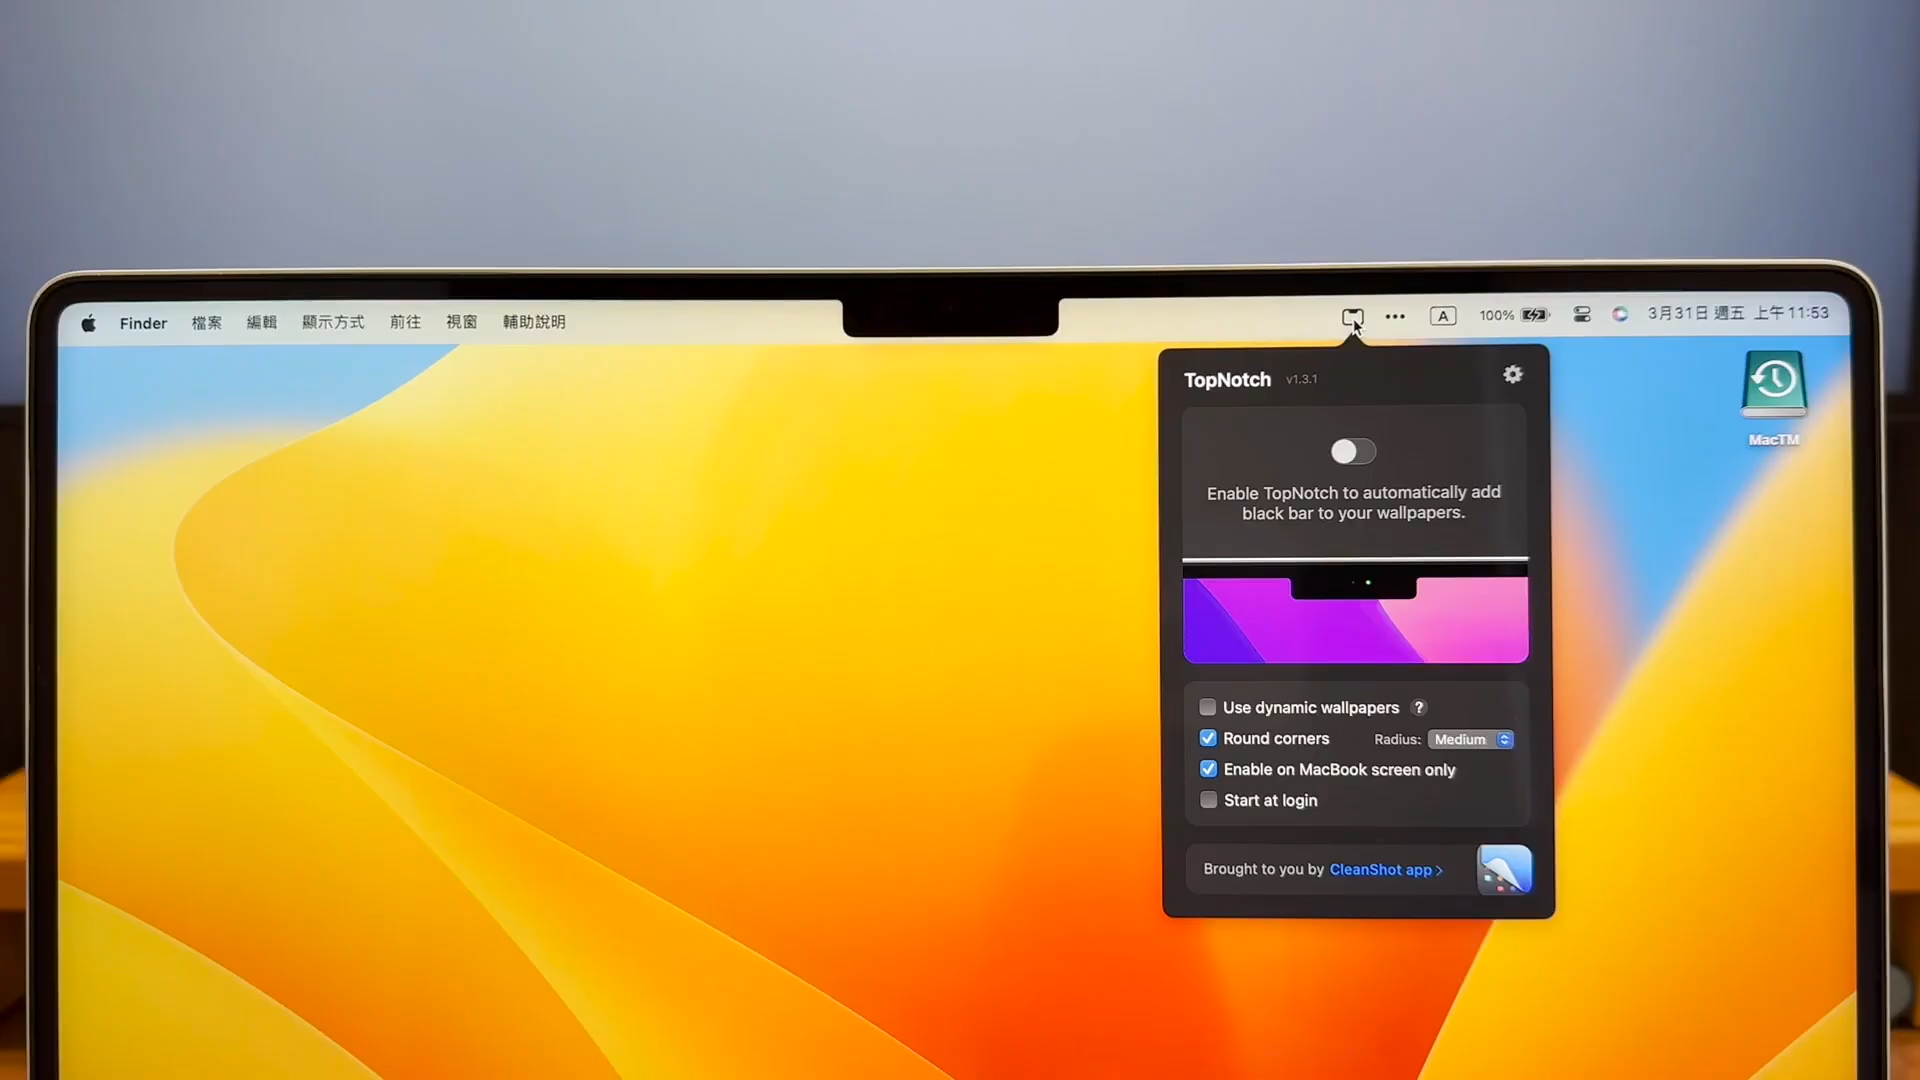 Finder 檔案 編輯 顯示方式 前往 視窗 輔助說明 A 100% 3月31日 週五 上午11:53
TopNotch v1.3.1
MacTM
Enable TopNotch to automatically add
black bar to your wallpapers.
Use dynamic wallpapers ?
Round corners Radius: Medium
Enable on MacBook screen only
Start at login
Brought to you by CleanShot app >